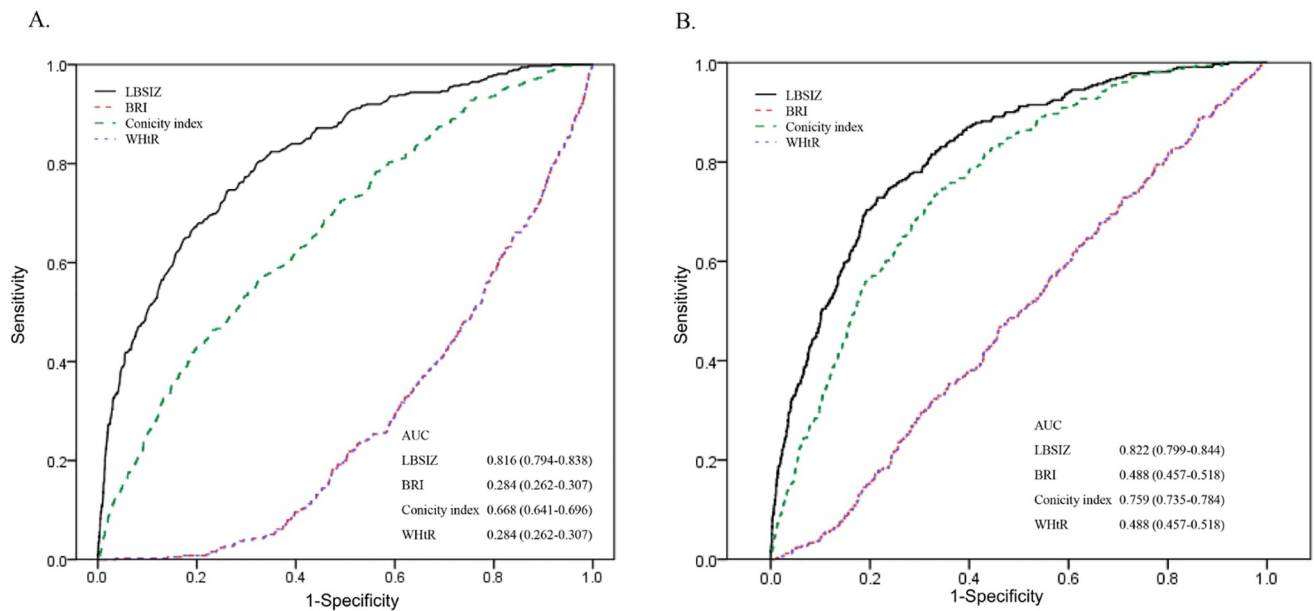 A.
1.0
0.8
0.6
0.4
0.2
0.0
Sensitivity
LBSIZ
BRI
Conicity index
WHtR
AUC
LBSIZ 0.816 (0.794-0.838)
BRI 0.284 (0.262-0.307)
Conicity index 0.668 (0.641-0.696)
WHtR 0.284 (0.262-0.307)
0.0 0.2 0.4 0.6 0.8 1.0
1-Specificity
B.
1.0
0.8
0.6
0.4
0.2
0.0
Sensitivity
LBSIZ
BRI
Conicity index
WHtR
AUC
LBSIZ 0.822 (0.799-0.844)
BRI 0.488 (0.457-0.518)
Conicity index 0.759 (0.735-0.784)
WHtR 0.488 (0.457-0.518)
0.0 0.2 0.4 0.6 0.8 1.0
1-Specificity